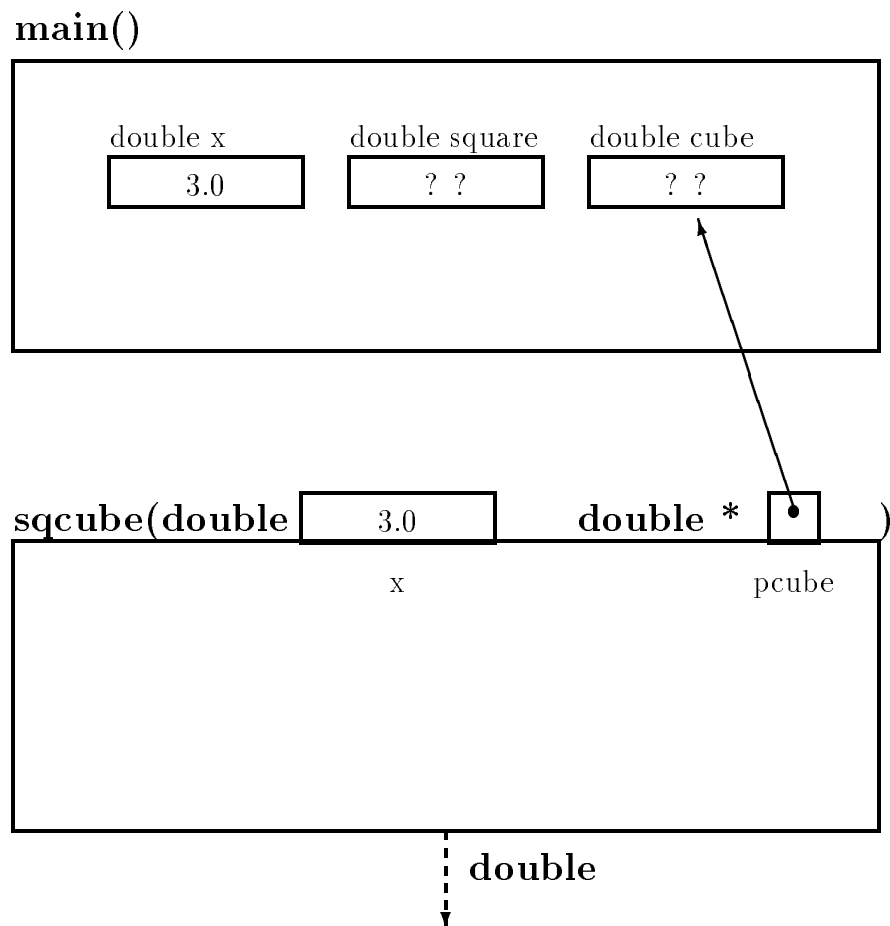 main()
double x double square double cube
3.0 ? ? ? ?
sqcube(double 3.0 double * )
x pcube
double